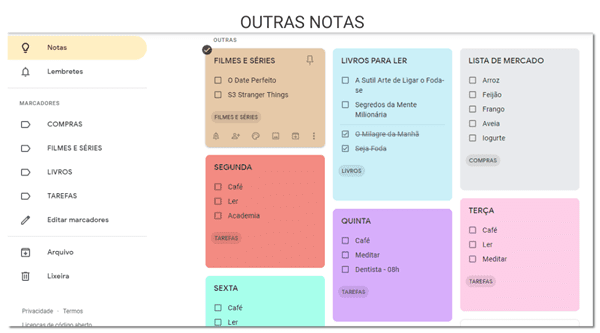 OUTRAS NOTAS
Notas
Lembretes
MARCADORES
COMPRAS
FILMES E SÉRIES
LIVROS
TAREFAS
Editar marcadores
Arquivo
Lixeira
Privacidade · Termos
Licenças de código aberto
OUTRAS
FILMES E SÉRIES
O Date Perfeito
S3 Stranger Things
FILMES E SÉRIES
SEGUNDA
Café
Ler
Academia
TAREFAS
SEXTA
Café
Ler
LIVROS PARA LER
A Sutil Arte de Ligar o Foda-
se
Segredos da Mente
Milionária
O Milagre da Manhã
Seja Foda
LIVROS
QUINTA
Café
Meditar
Dentista - 08h
TAREFAS
LISTA DE MERCADO
Arroz
Feijão
Frango
Aveia
Iogurte
COMPRAS
TERÇA
Café
Ler
Meditar
TAREFAS